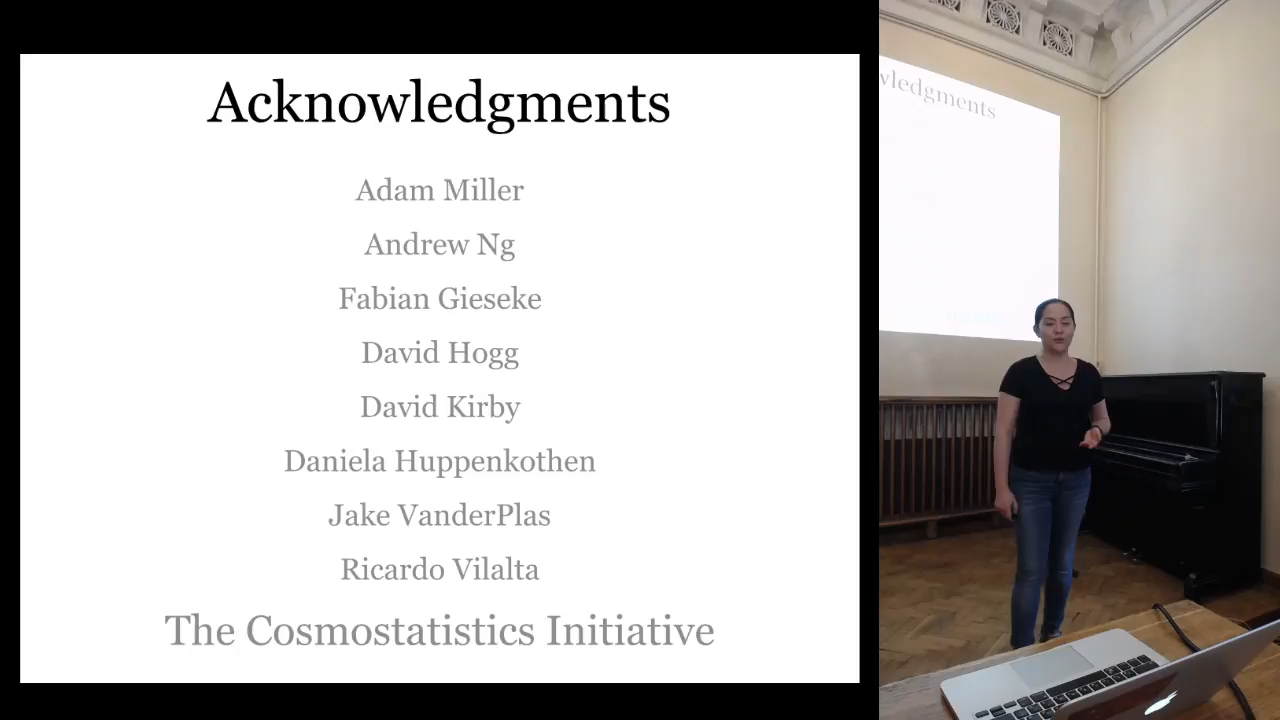 Acknowledgments
Adam Miller
Andrew Ng
Fabian Gieseke
David Hogg
David Kirby
Daniela Huppenkothen
Jake VanderPlas
Ricardo Vilalta
The Cosmostatistics Initiative
wledgments